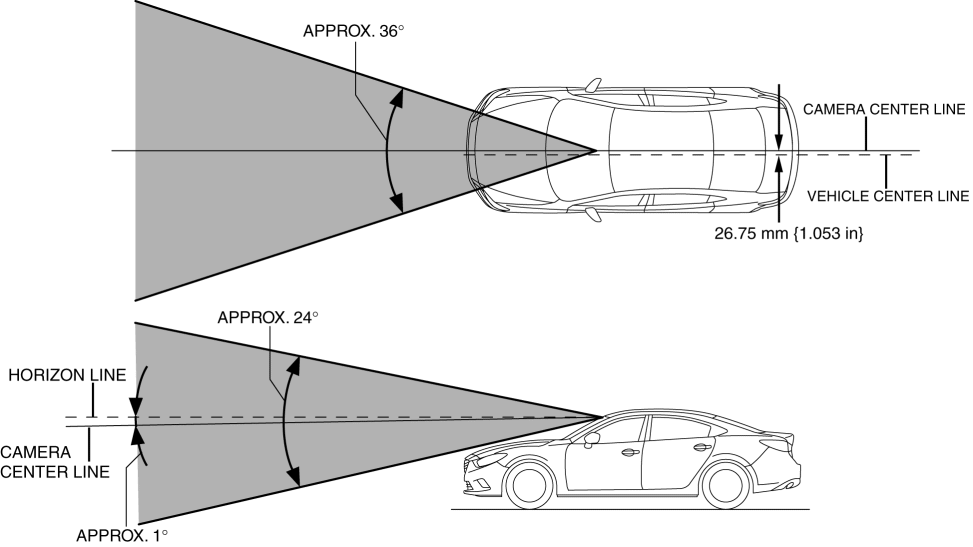 APPROX. 36°
CAMERA CENTER LINE
VEHICLE CENTER LINE
26.75 mm {1.053 in}
APPROX. 24°
HORIZON LINE
CAMERA
CENTER LINE
APPROX. 1°